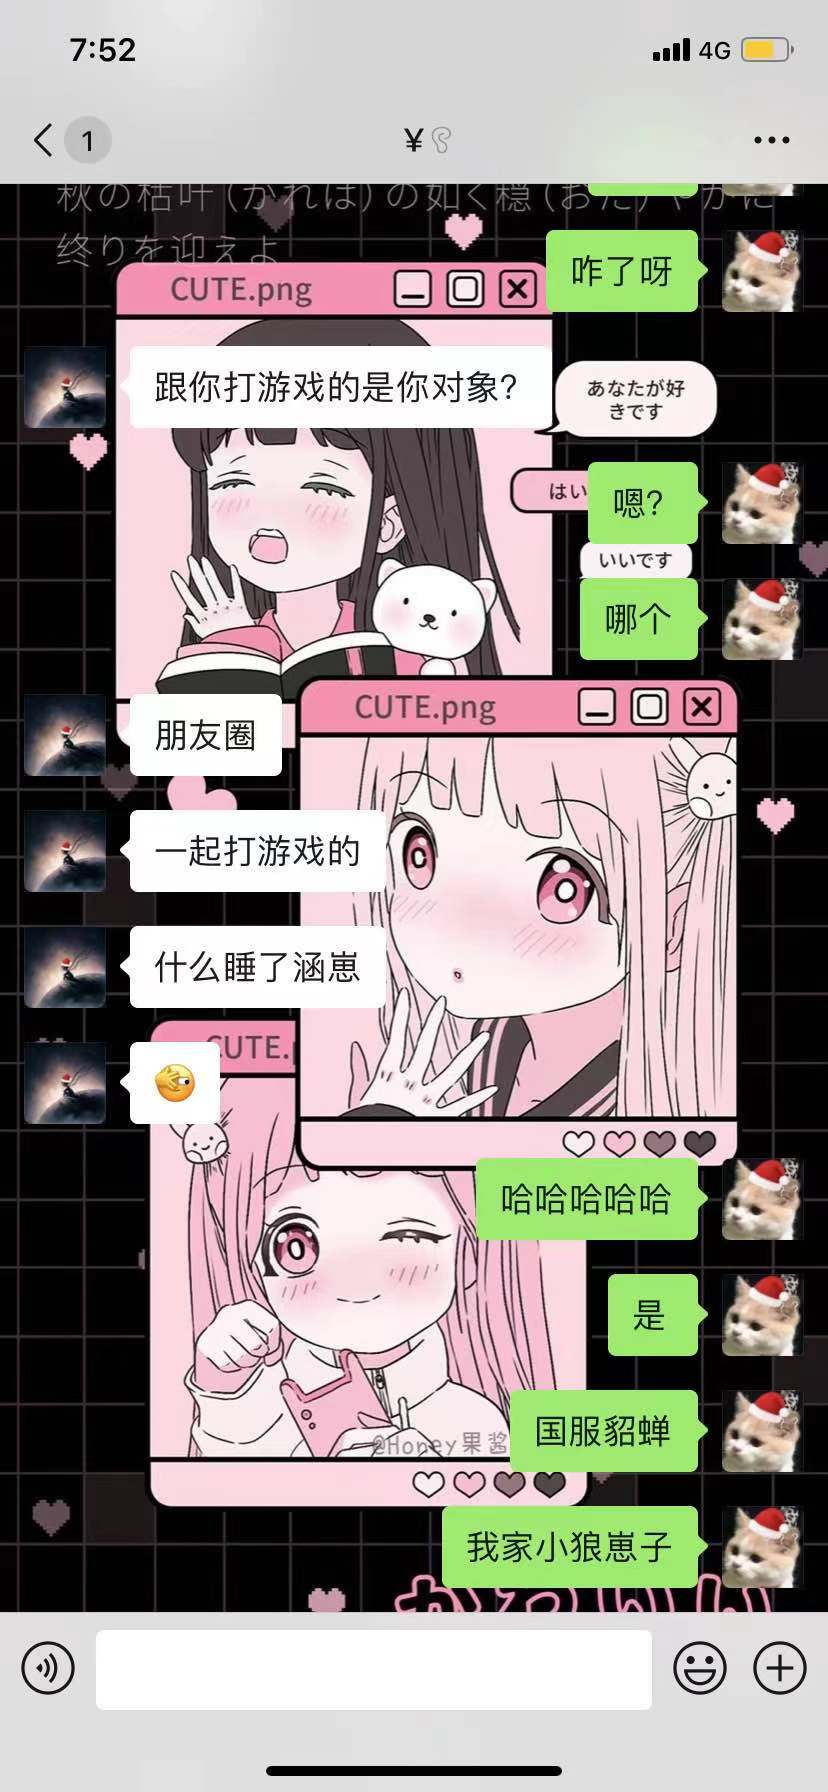 7:52
4G
1
¥
秋の枯叶(かれは)の如く穏(おだ)やかに
终りを迎えよ
咋了呀
CUTE.png
跟你打游戏的是你对象？
あなたが好
きです
はい
嗯？
いいです
哪个
朋友圈
CUTE.png
一起打游戏的
什么睡了涵崽
CUTE.
哈哈哈哈哈
是
@Honey果酱
国服貂蝉
我家小狼崽子